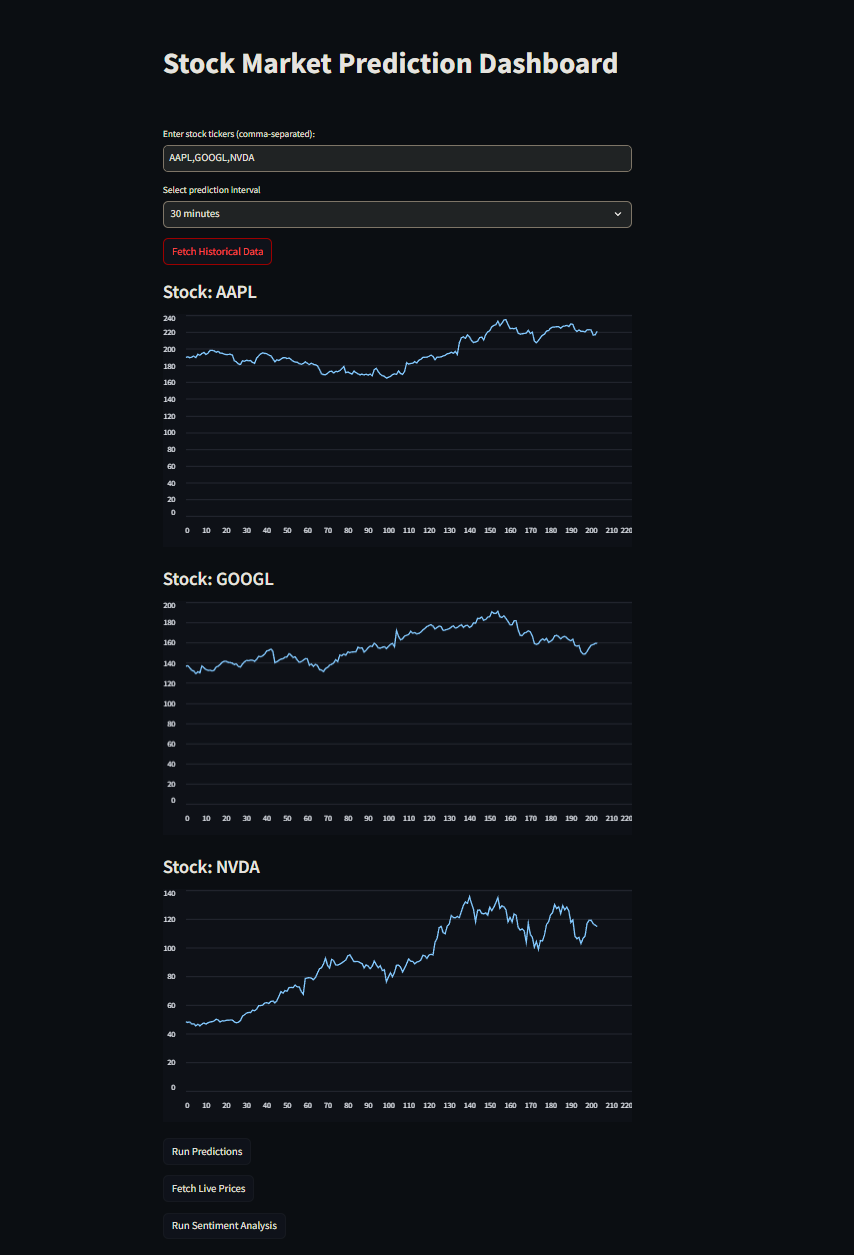 Stock Market Prediction Dashboard
Enter stock tickers (comma-separated):
AAPL,GOOGL,NVDA
Select prediction interval
30 minutes
Fetch Historical Data
Stock: AAPL
240
220
200
180
160
140
120
100
80
60
40
20
0
0 10 20 30 40 50 60 70 80 90 100 110 120 130 140 150 160 170 180 190 200 210 220
Stock: GOOGL
200
180
160
140
120
100
80
60
40
20
0
0 10 20 30 40 50 60 70 80 90 100 110 120 130 140 150 160 170 180 190 200 210 220
Stock: NVDA
140
120
100
80
60
40
20
0
0 10 20 30 40 50 60 70 80 90 100 110 120 130 140 150 160 170 180 190 200 210 220
Run Predictions
Fetch Live Prices
Run Sentiment Analysis